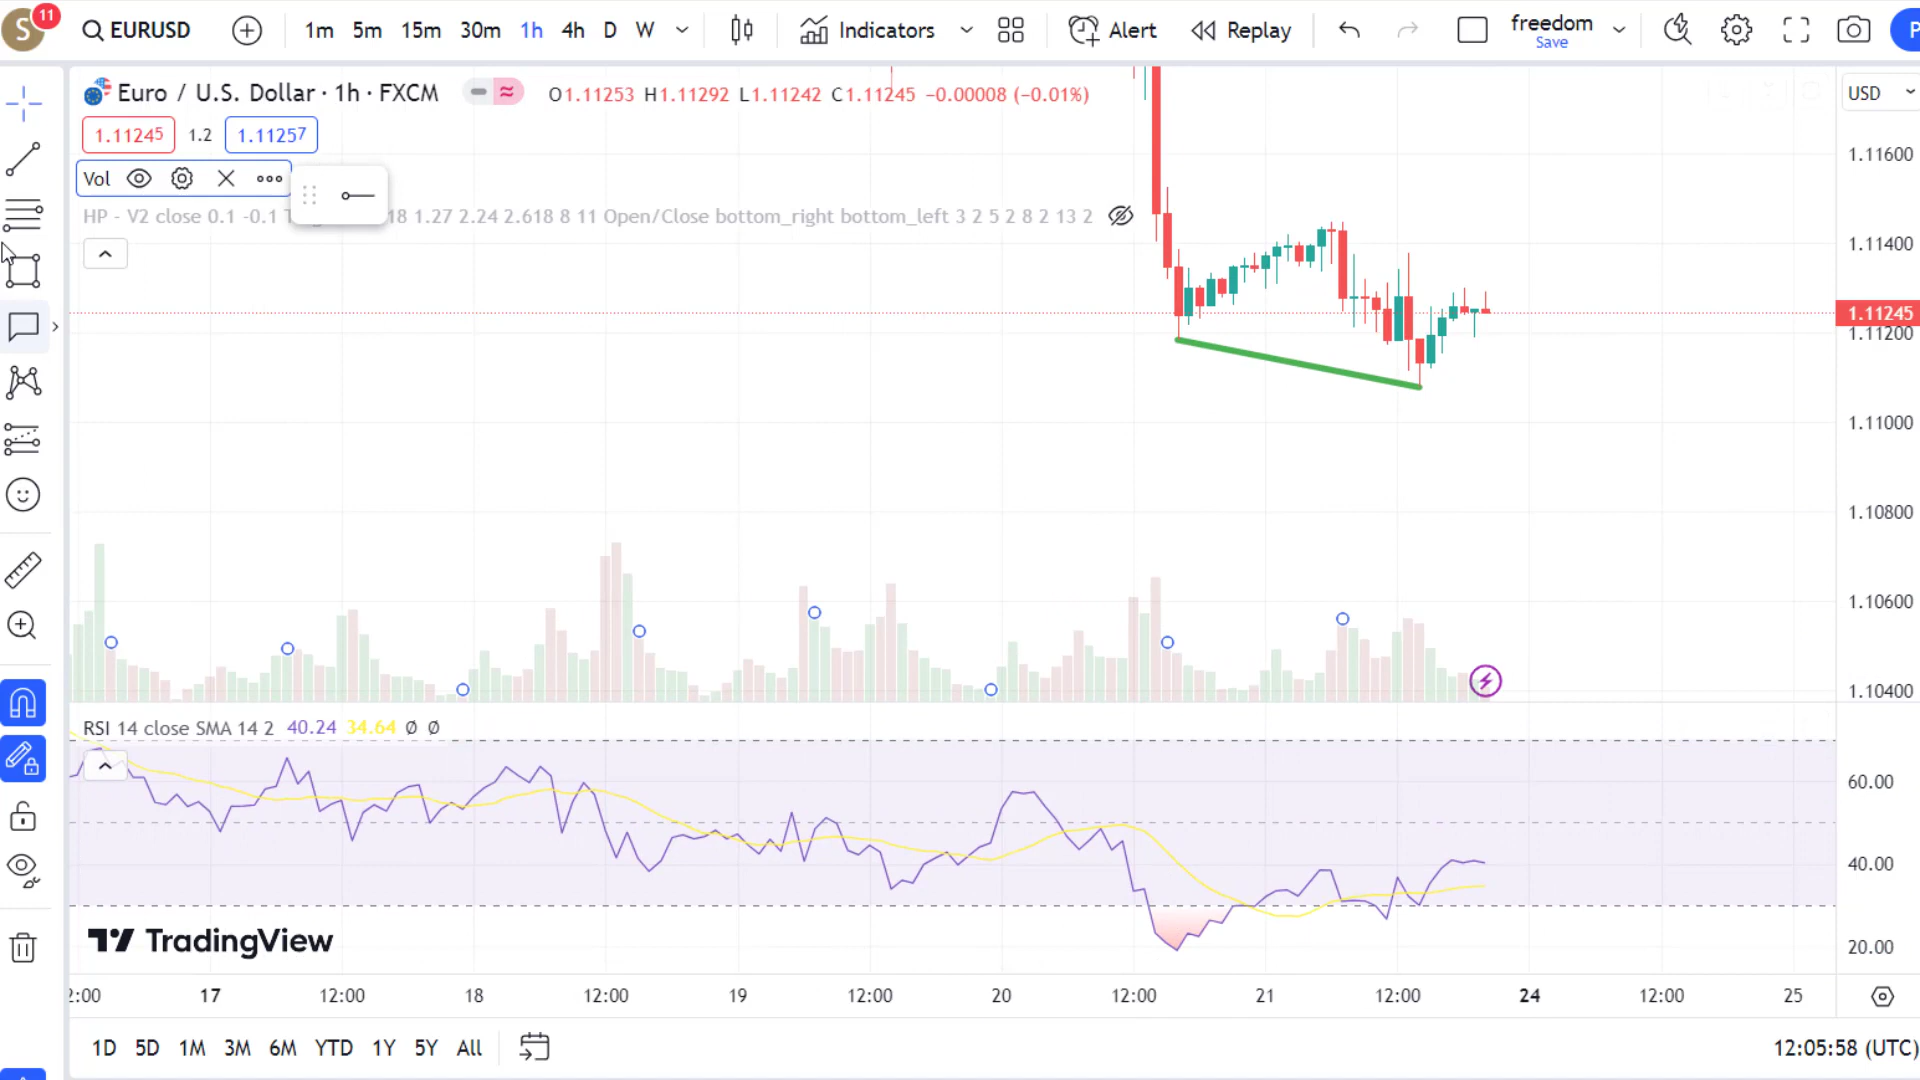 S 11 EURUSD 1m 5m 15m 30m 1h 4h D W Indicators Alert Replay freedom P
Save
Euro / U.S. Dollar · 1h · FXCM O1.11253 H1.11292 L1.11242 C1.11245 −0.00008 (−0.01%) USD
1.11245 1.2 1.11257
1.11600
Vol
HP - V2 close 0.1 -0.1 18 1.27 2.24 2.618 8 11 Open/Close bottom_right bottom_left 3 2 5 2 8 2 13 2
1.11400
1.11245
1.11200
1.11000
1.10800
1.10600
1.10400
RSI 14 close SMA 14 2 40.24 34.64 Ø Ø
60.00
40.00
TradingView
20.00
2:00 17 12:00 18 12:00 19 12:00 20 12:00 21 12:00 24 12:00 25
1D 5D 1M 3M 6M YTD 1Y 5Y All 12:05:58 (UTC)